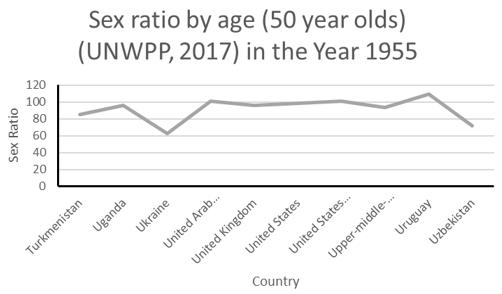 Sex ratio by age (50 year olds)
(UNWPP, 2017) in the Year 1955
120
100
80
60
40
20
0
Sex Ratio
Turkmenistan
Uganda
Ukraine
United Arab...
United Kingdom
United States
United States...
Upper-middle-...
Uruguay
Uzbekistan
Country